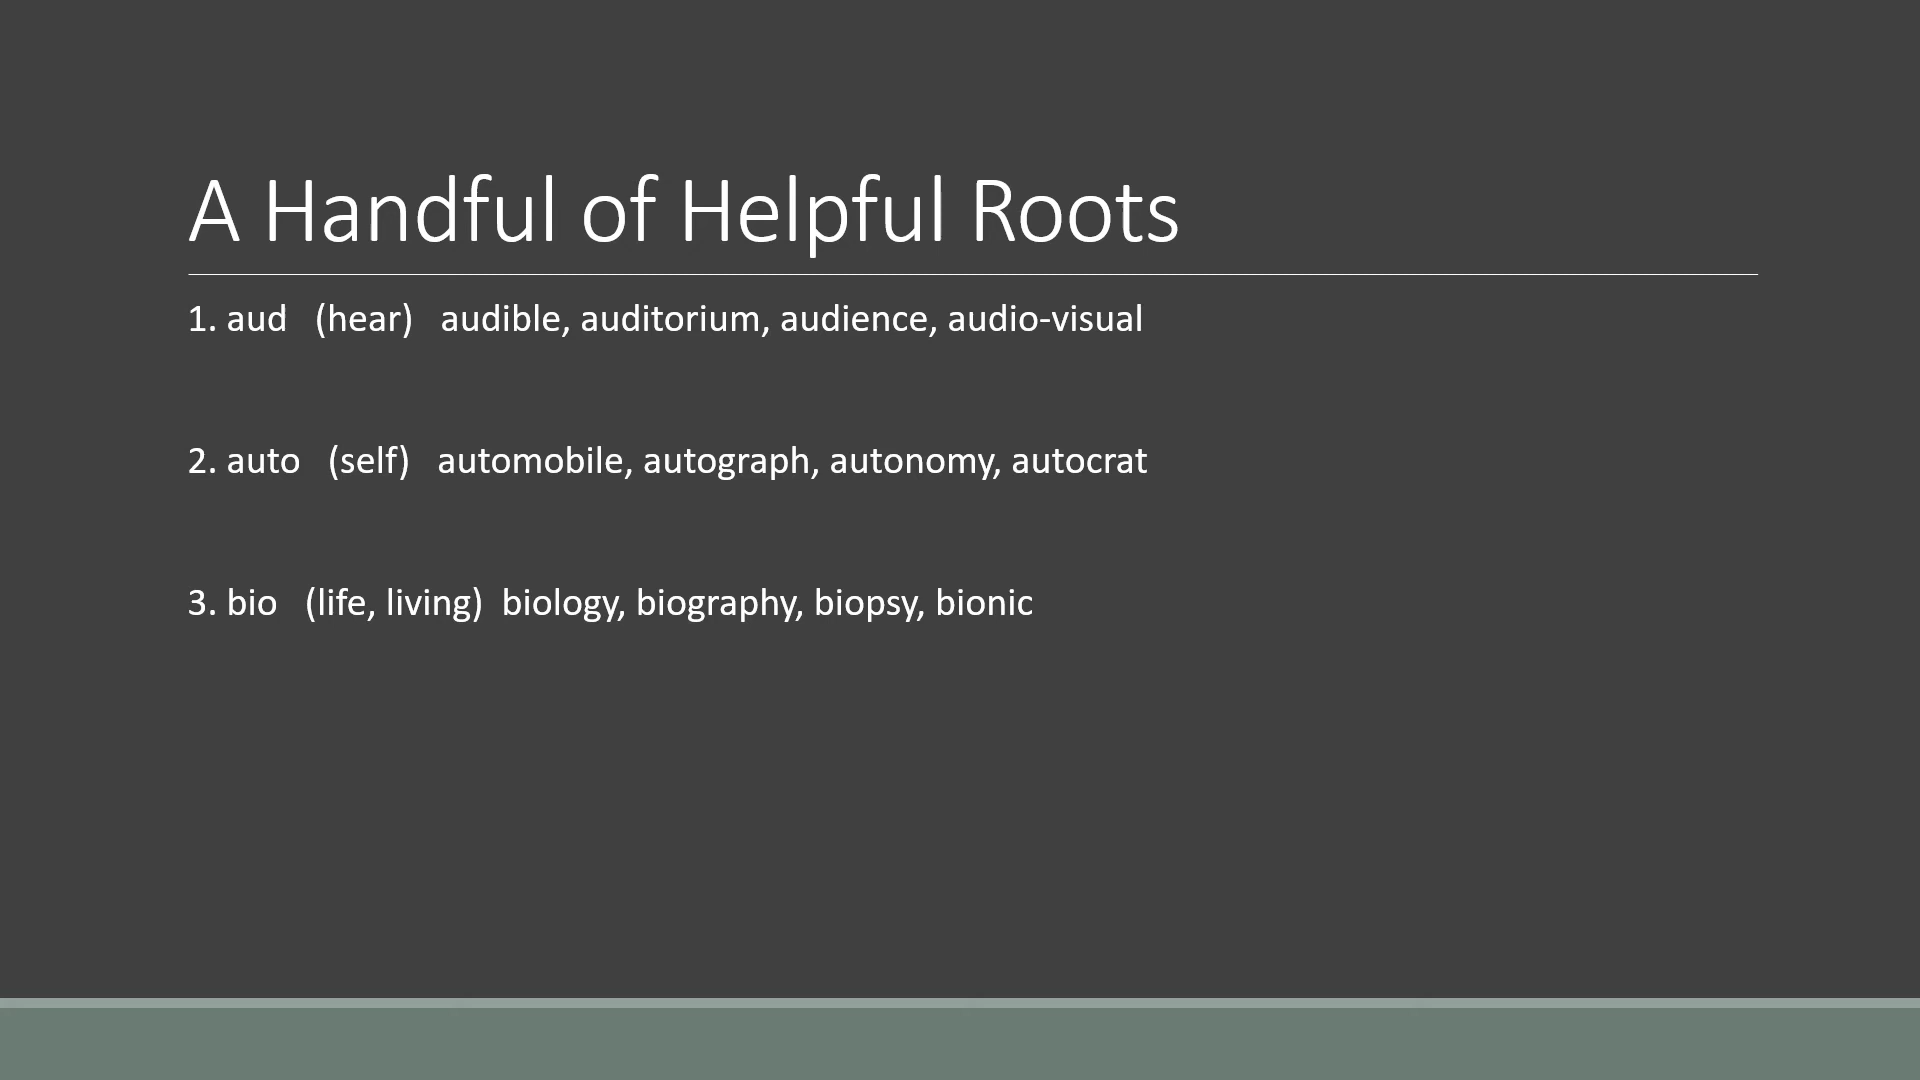 A Handful of Helpful Roots
1. aud (hear) audible, auditorium, audience, audio-visual
2. auto (self) automobile, autograph, autonomy, autocrat
3. bio (life, living) biology, biography, biopsy, bionic